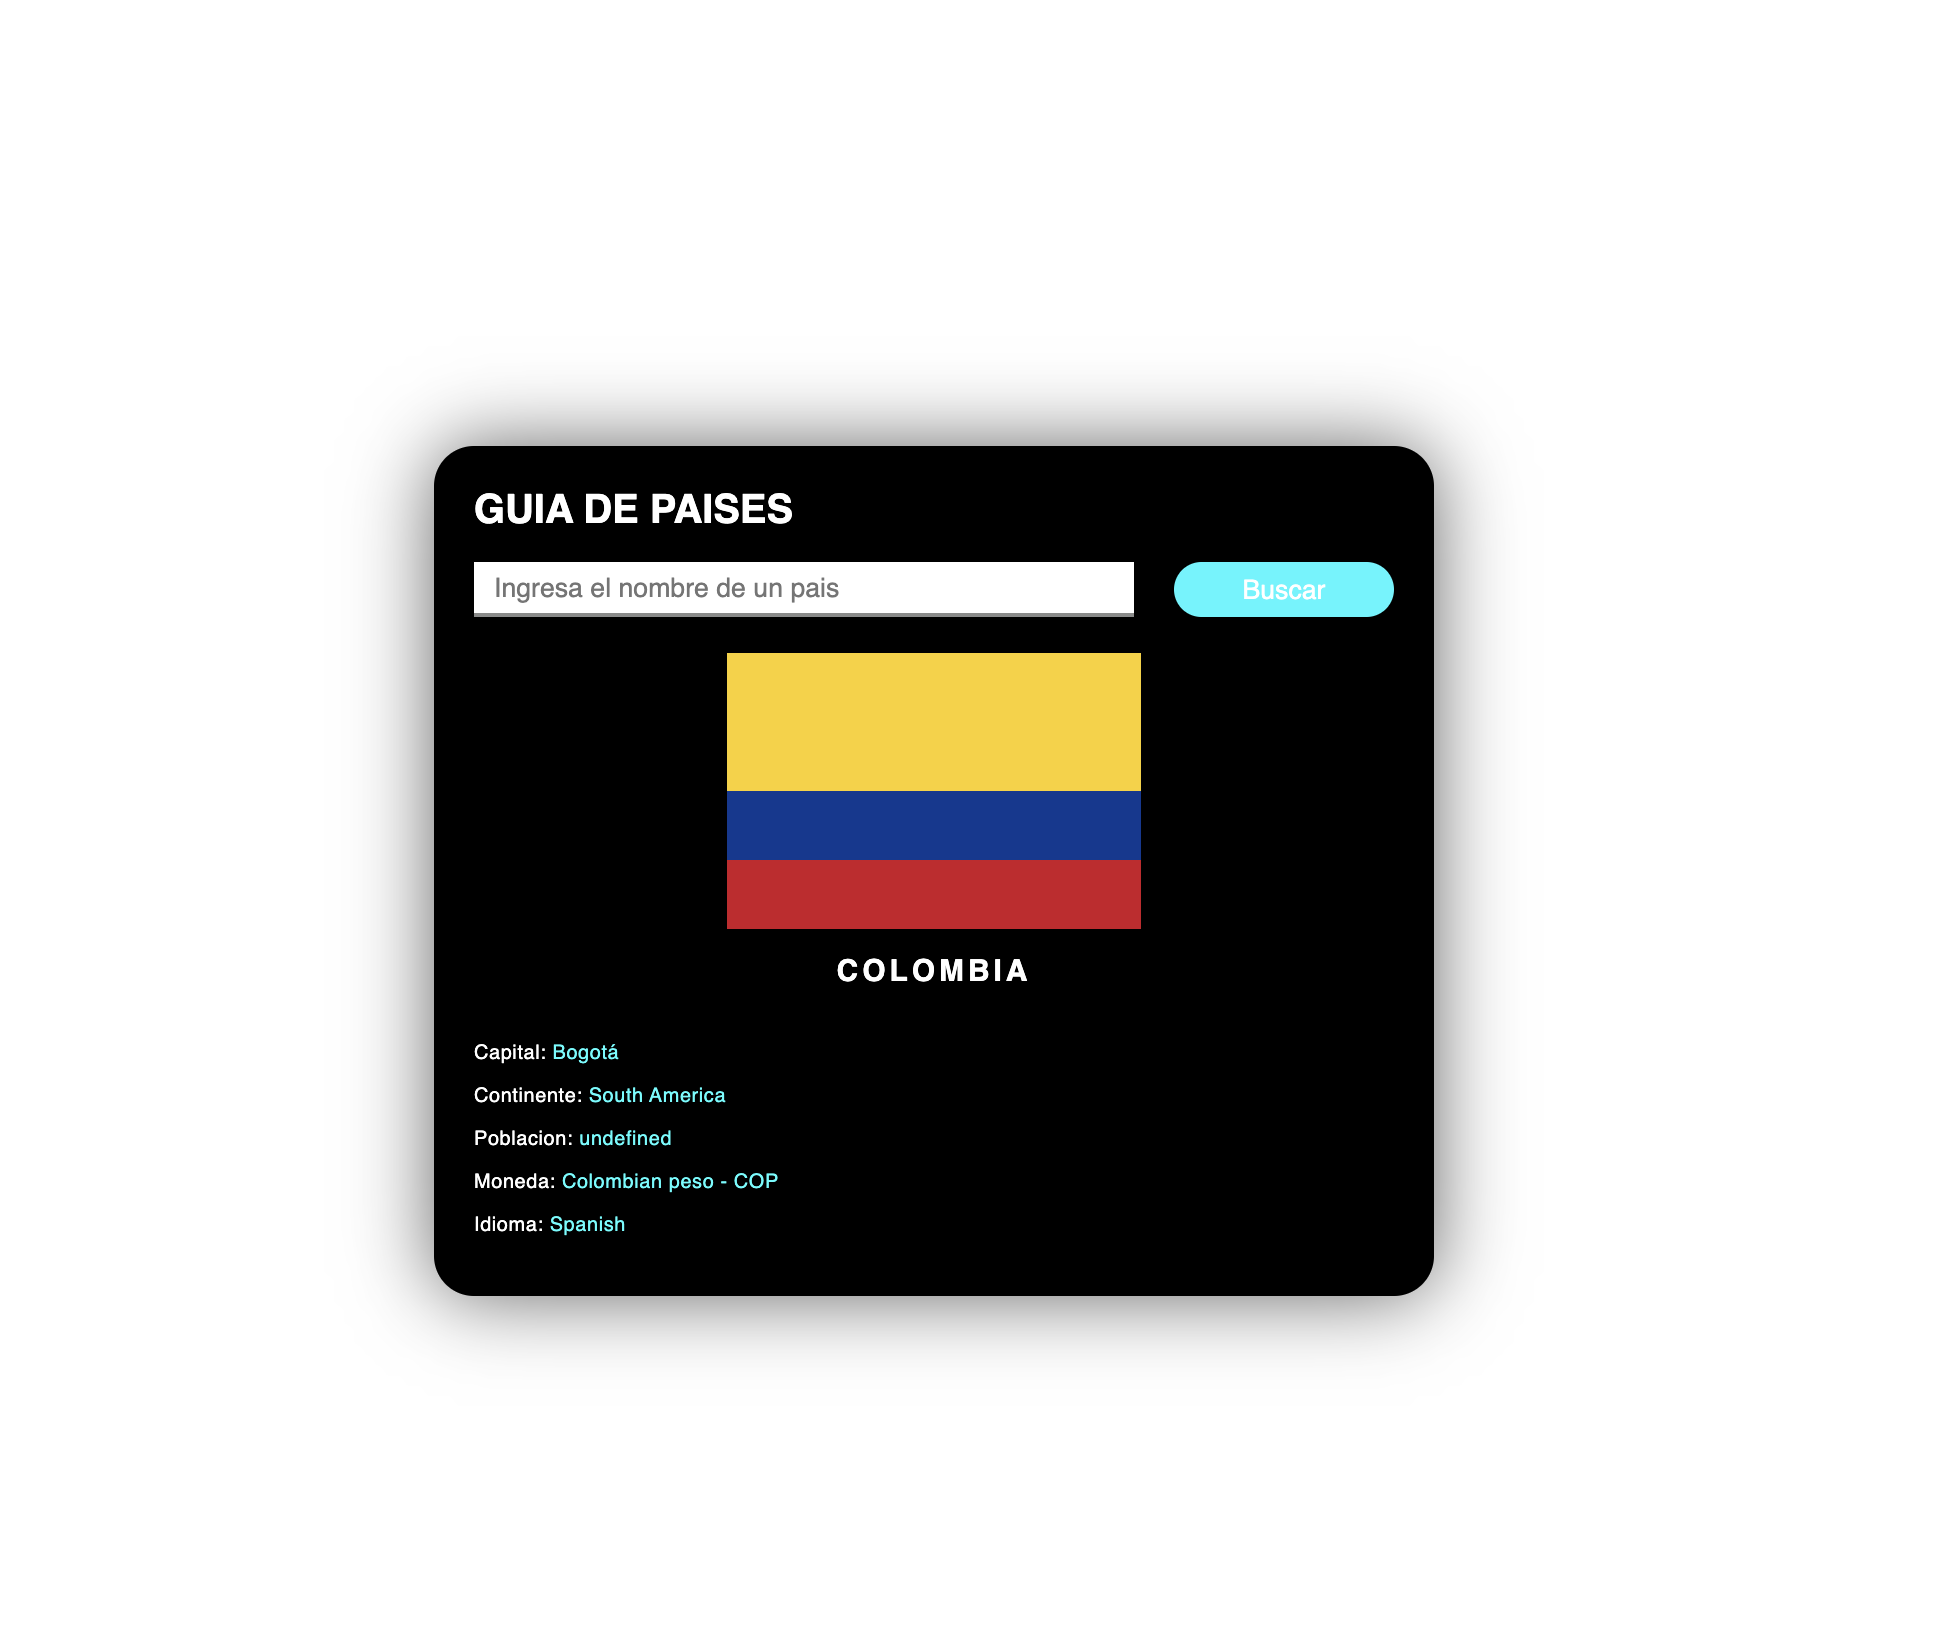 GUIA DE PAISES
Ingresa el nombre de un pais
Buscar
COLOMBIA
Capital: Bogotá
Continente: South America
Poblacion: undefined
Moneda: Colombian peso - COP
Idioma: Spanish